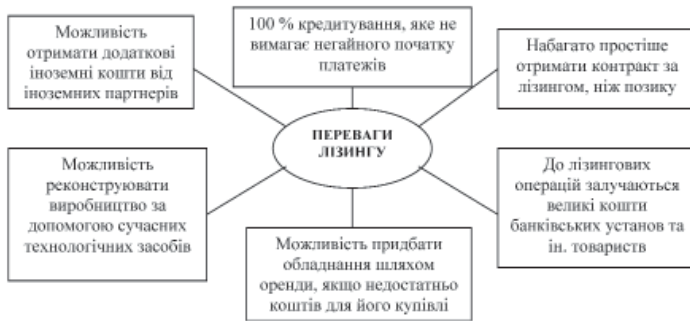 Можливість
отримати додаткові
іноземні кошти від
іноземних партнерів
100 % кредитування, яке не
вимагає негайного початку
платежів
Набагато простіше
отримати контракт за
лізингом, ніж позику
ПЕРЕВАГИ
ЛІЗИНГУ
Можливість
реконструювати
виробництво за
допомогою сучасних
технологічних засобів
Можливість придбати
обладнання шляхом
оренди, якщо недостатньо
коштів для його купівлі
До лізингових
операцій залучаються
великі кошти
банківських установ та
ін. товариств